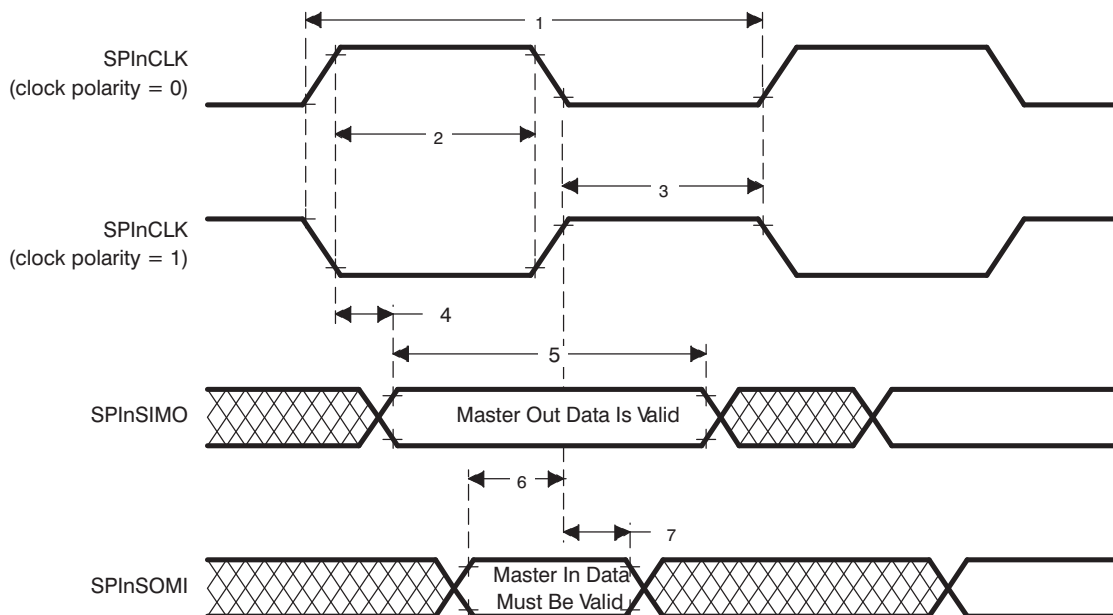 1
SPInCLK
(clock polarity = 0)
2
3
SPInCLK
(clock polarity = 1)
4
5
SPInSIMO
Master Out Data Is Valid
6
7
SPInSOMI
Master In Data
Must Be Valid